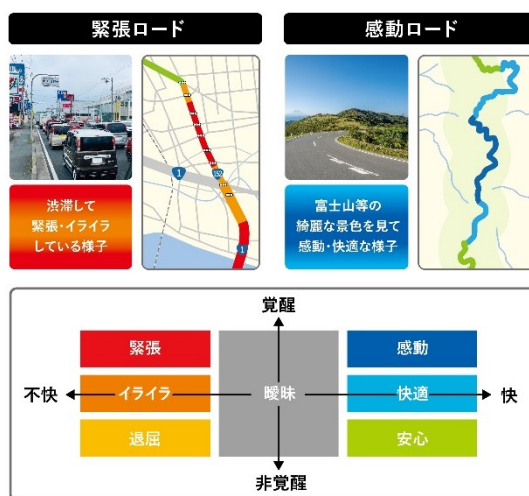 緊張ロード
感動ロード
1
152
1
渋滞して
緊張・イライラ
している様子
富士山等の
綺麗な景色を見て
感動・快適な様子
覚醒
緊張
感動
不快
イライラ
曖昧
快適
快
退屈
安心
非覚醒